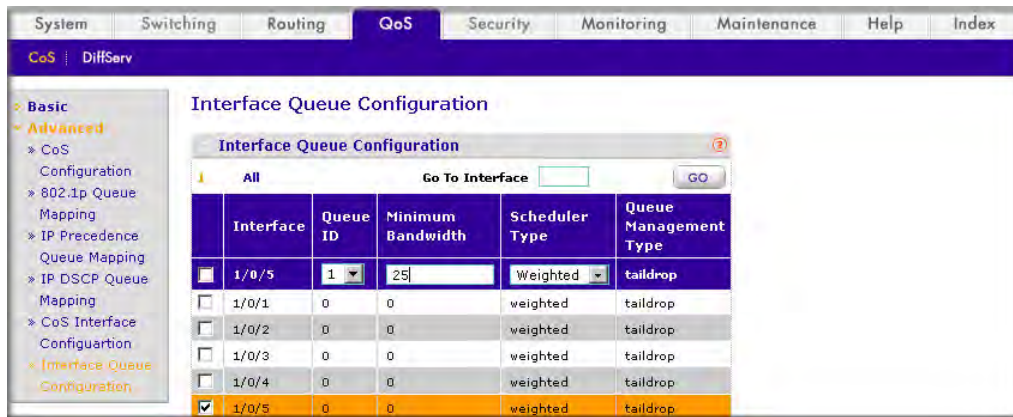 System Switching Routing QoS Security Monitoring Maintenance Help Index
CoS DiffServ
Basic
Advanced
» CoS
Configuration
» 802.1p Queue
Mapping
» IP Precedence
Queue Mapping
» IP DSCP Queue
Mapping
» CoS Interface
Configuartion
» Interface Queue
Configuration
Interface Queue Configuration
Interface Queue Configuration ?
1 All Go To Interface GO
Interface Queue ID Minimum Bandwidth Scheduler Type Queue Management Type
1/0/5 1 25 Weighted taildrop
1/0/1 0 0 weighted taildrop
1/0/2 0 0 weighted taildrop
1/0/3 0 0 weighted taildrop
1/0/4 0 0 weighted taildrop
1/0/5 0 0 weighted taildrop